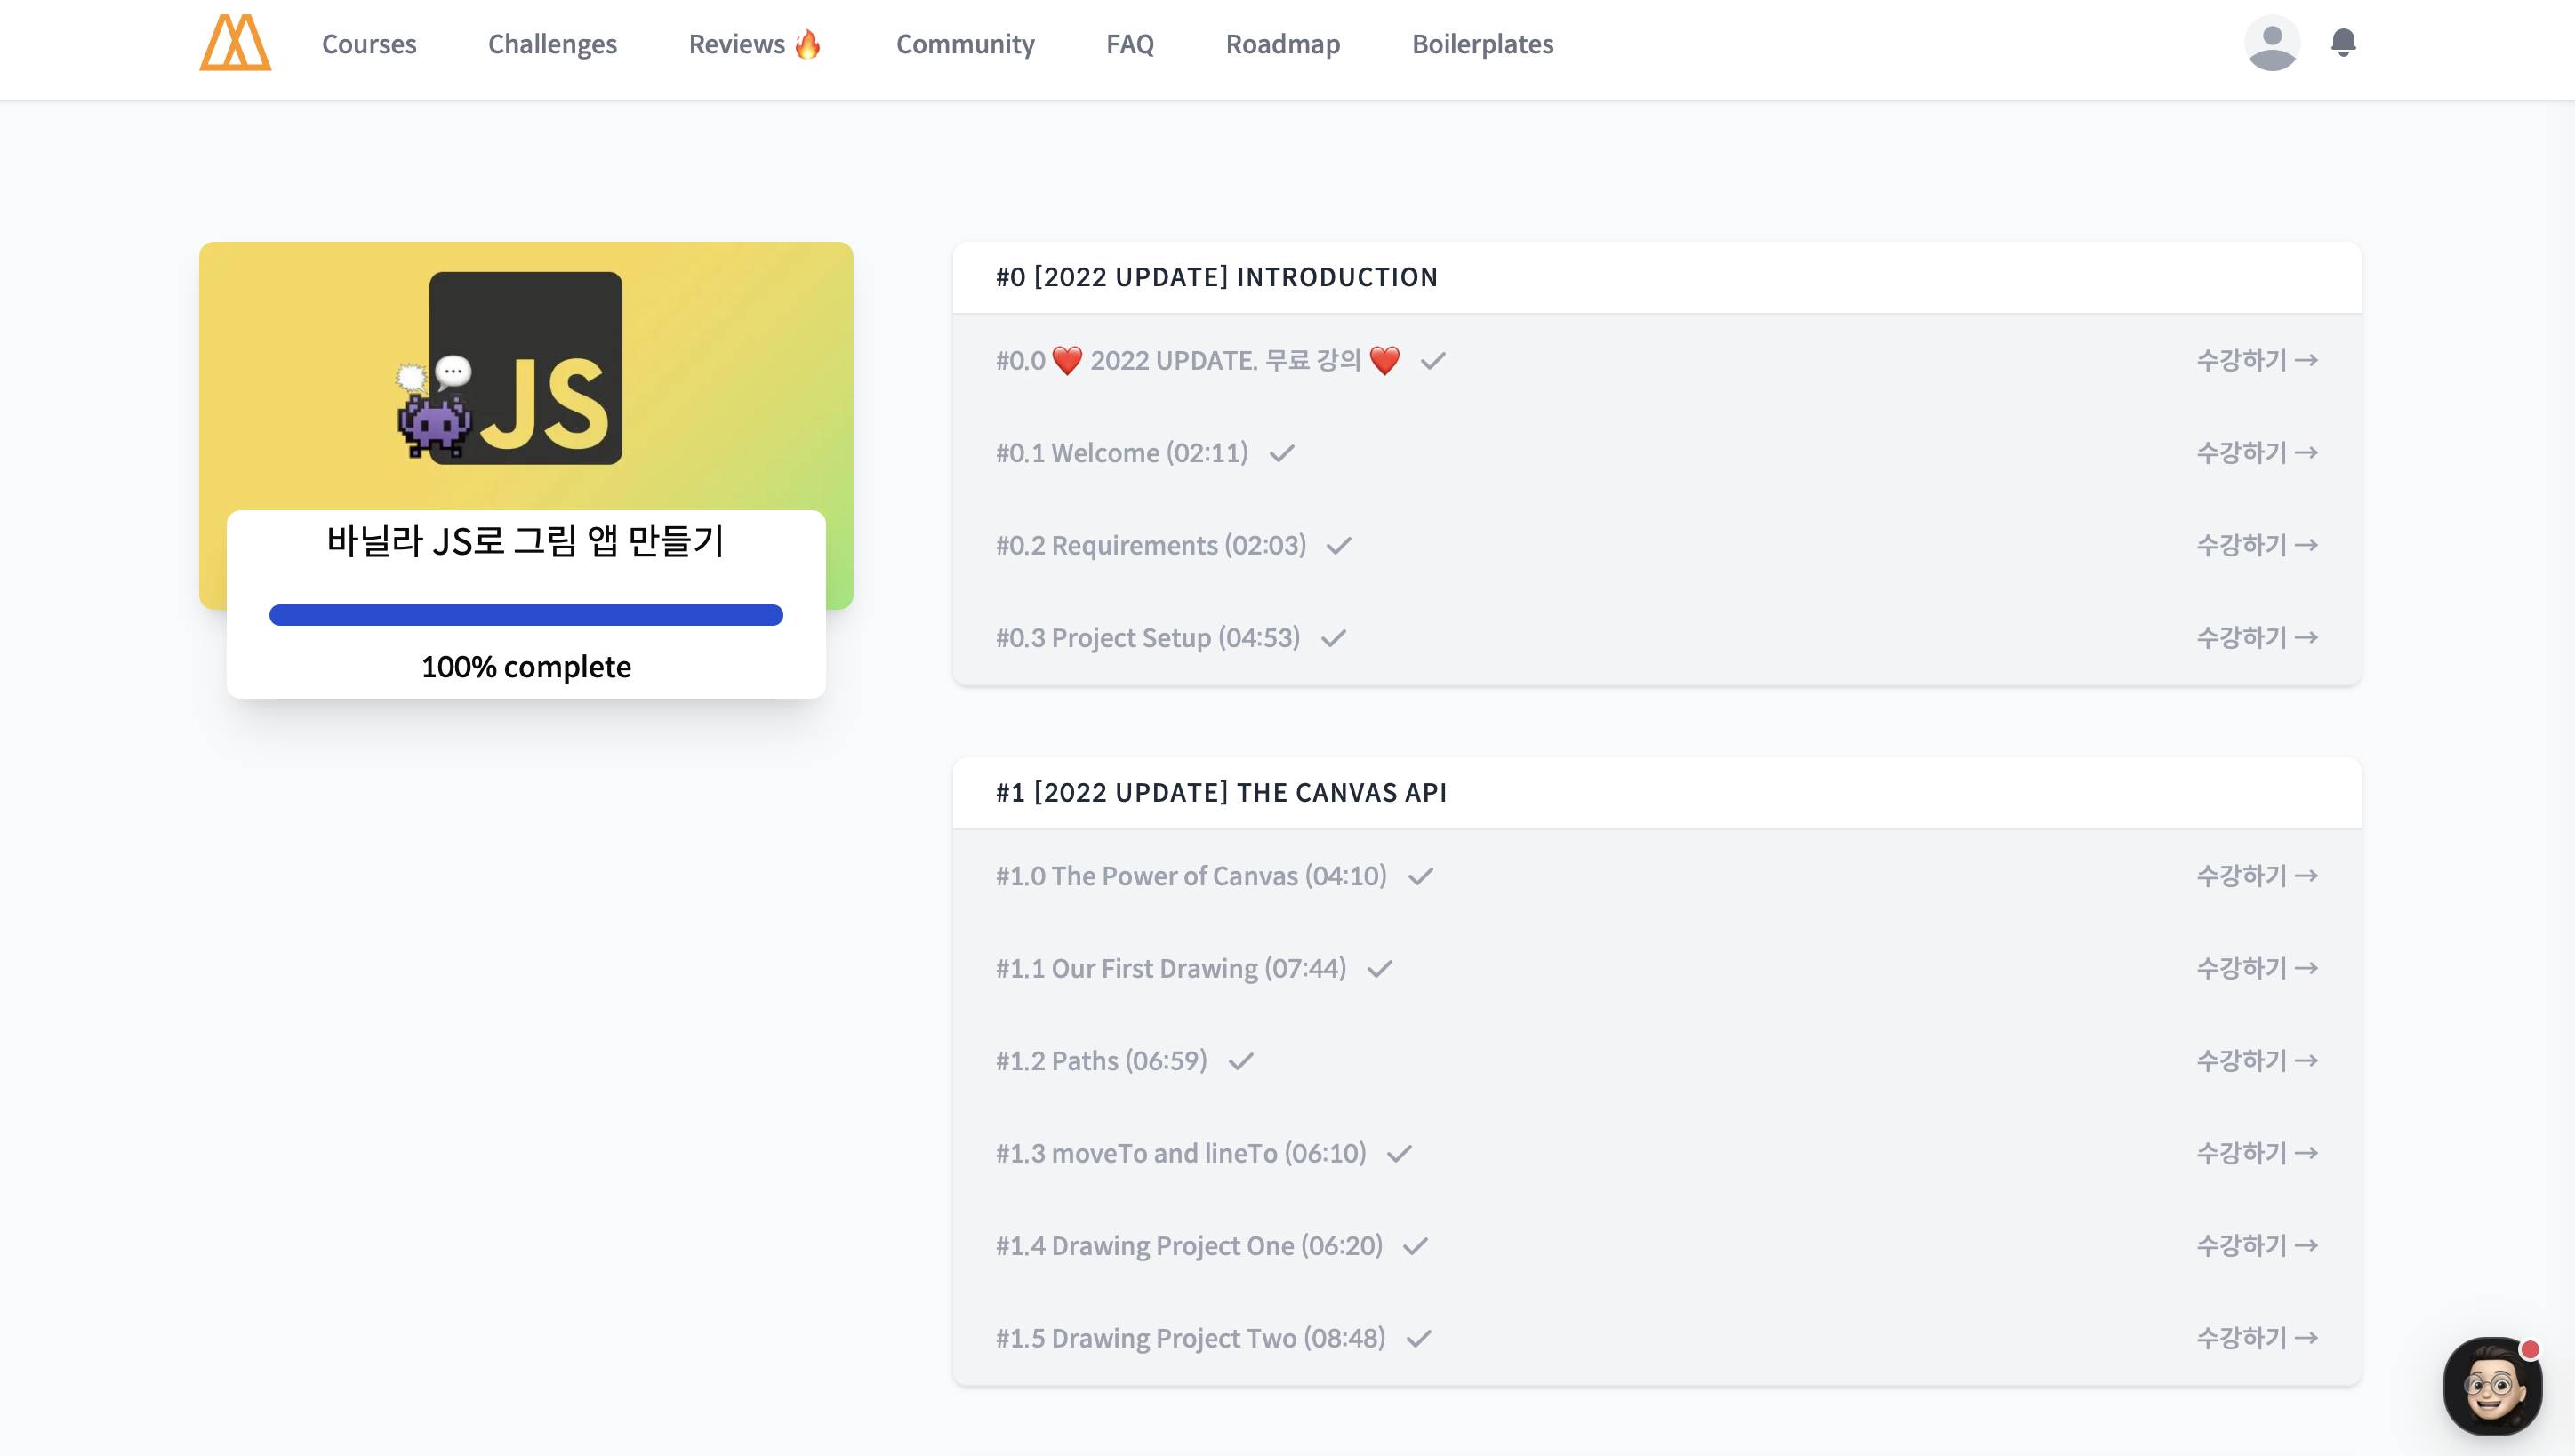 Courses Challenges Reviews 🔥 Community FAQ Roadmap Boilerplates
JS
바닐라 JS로 그림 앱 만들기
100% complete
#0 [2022 UPDATE] INTRODUCTION
#0.0 ❤️ 2022 UPDATE. 무료 강의 ❤️ ✓ 수강하기 →
#0.1 Welcome (02:11) ✓ 수강하기 →
#0.2 Requirements (02:03) ✓ 수강하기 →
#0.3 Project Setup (04:53) ✓ 수강하기 →
#1 [2022 UPDATE] THE CANVAS API
#1.0 The Power of Canvas (04:10) ✓ 수강하기 →
#1.1 Our First Drawing (07:44) ✓ 수강하기 →
#1.2 Paths (06:59) ✓ 수강하기 →
#1.3 moveTo and lineTo (06:10) ✓ 수강하기 →
#1.4 Drawing Project One (06:20) ✓ 수강하기 →
#1.5 Drawing Project Two (08:48) ✓ 수강하기 →